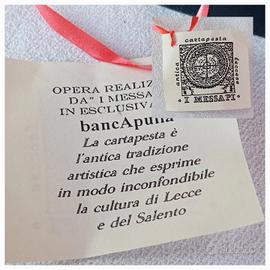 cartapesta
antica
leccese
I MESSAPI
OPERA REALIZ
DA" I MESSA
IN ESCLUSIVA
bancApulia
La cartapesta è
l'antica tradizione
artistica che esprime
in modo inconfondibile
la cultura di Lecce
e del Salento